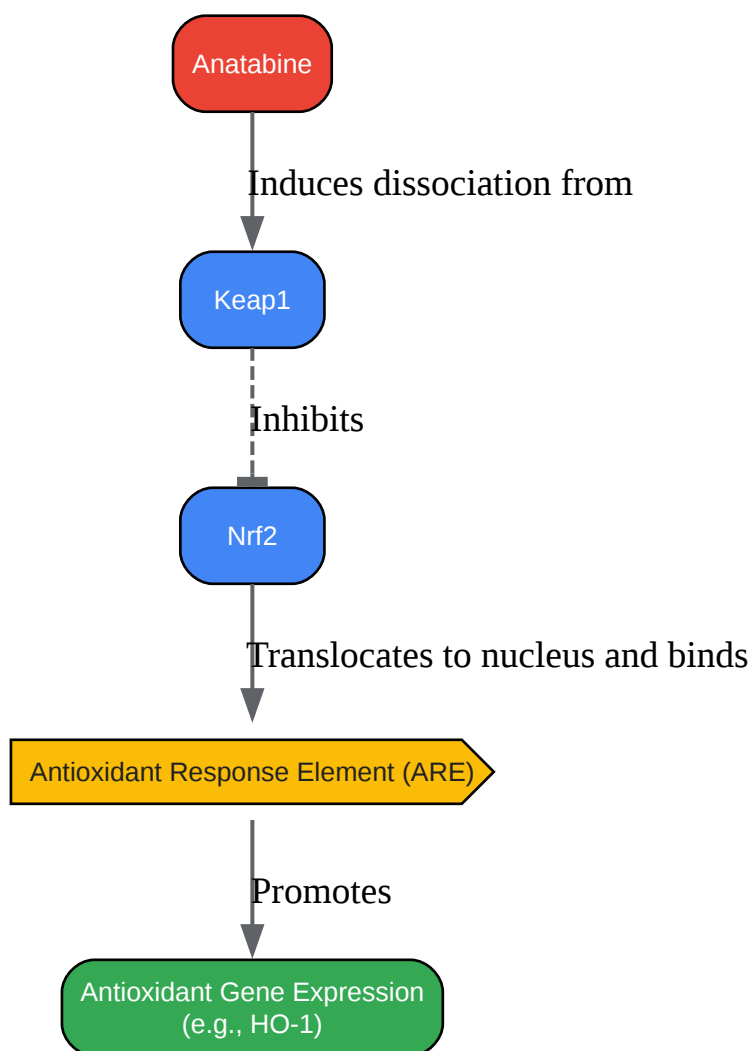 Anatabine
Induces dissociation from
Keap1
Inhibits
Nrf2
Translocates to nucleus and binds
Antioxidant Response Element (ARE)
Promotes
Antioxidant Gene Expression
(e.g., HO-1)